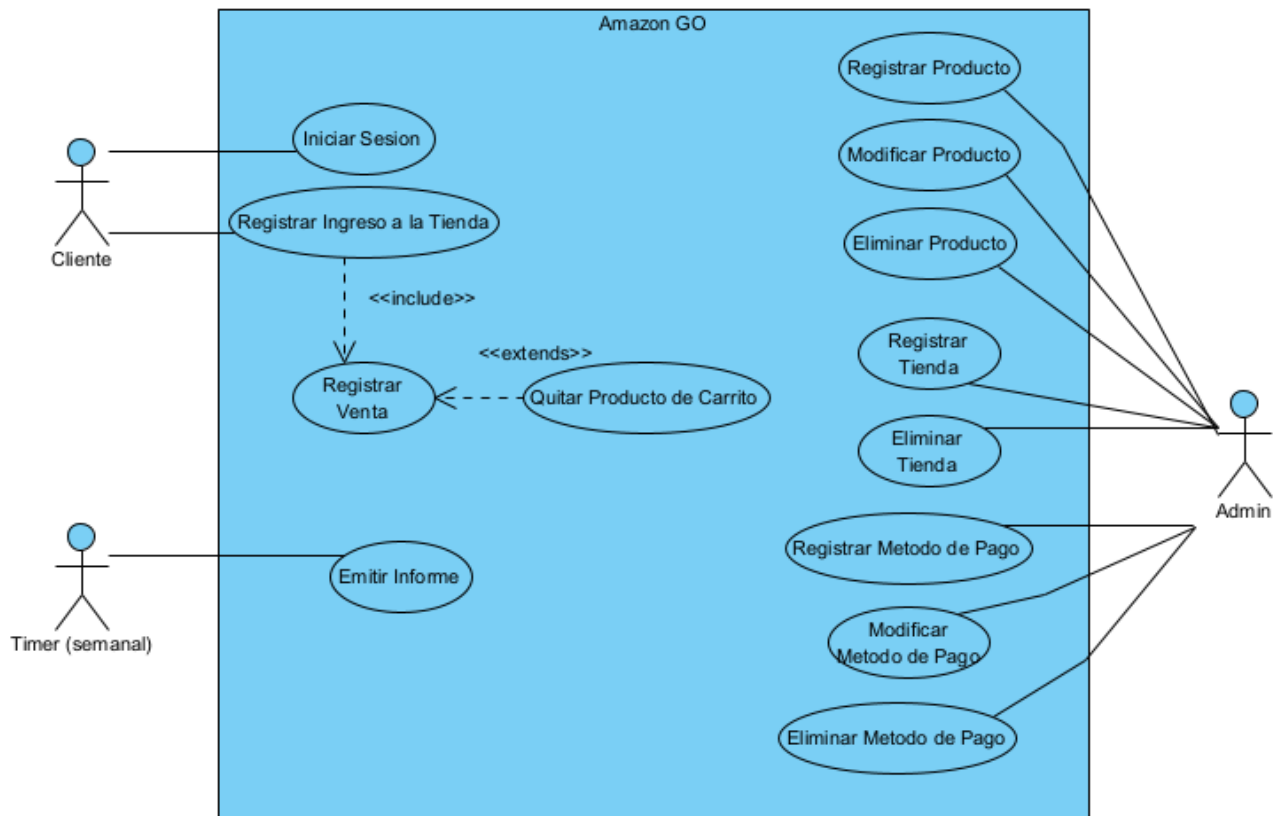 Amazon GO
Registrar Producto
Iniciar Sesion
Modificar Producto
Registrar Ingreso a la Tienda
Eliminar Producto
Cliente
<<include>>
<<extends>>
Registrar
Tienda
Registrar
Venta
Quitar Producto de Carrito
Eliminar
Tienda
Admin
Registrar Metodo de Pago
Emitir Informe
Timer (semanal)
Modificar
Metodo de Pago
Eliminar Metodo de Pago